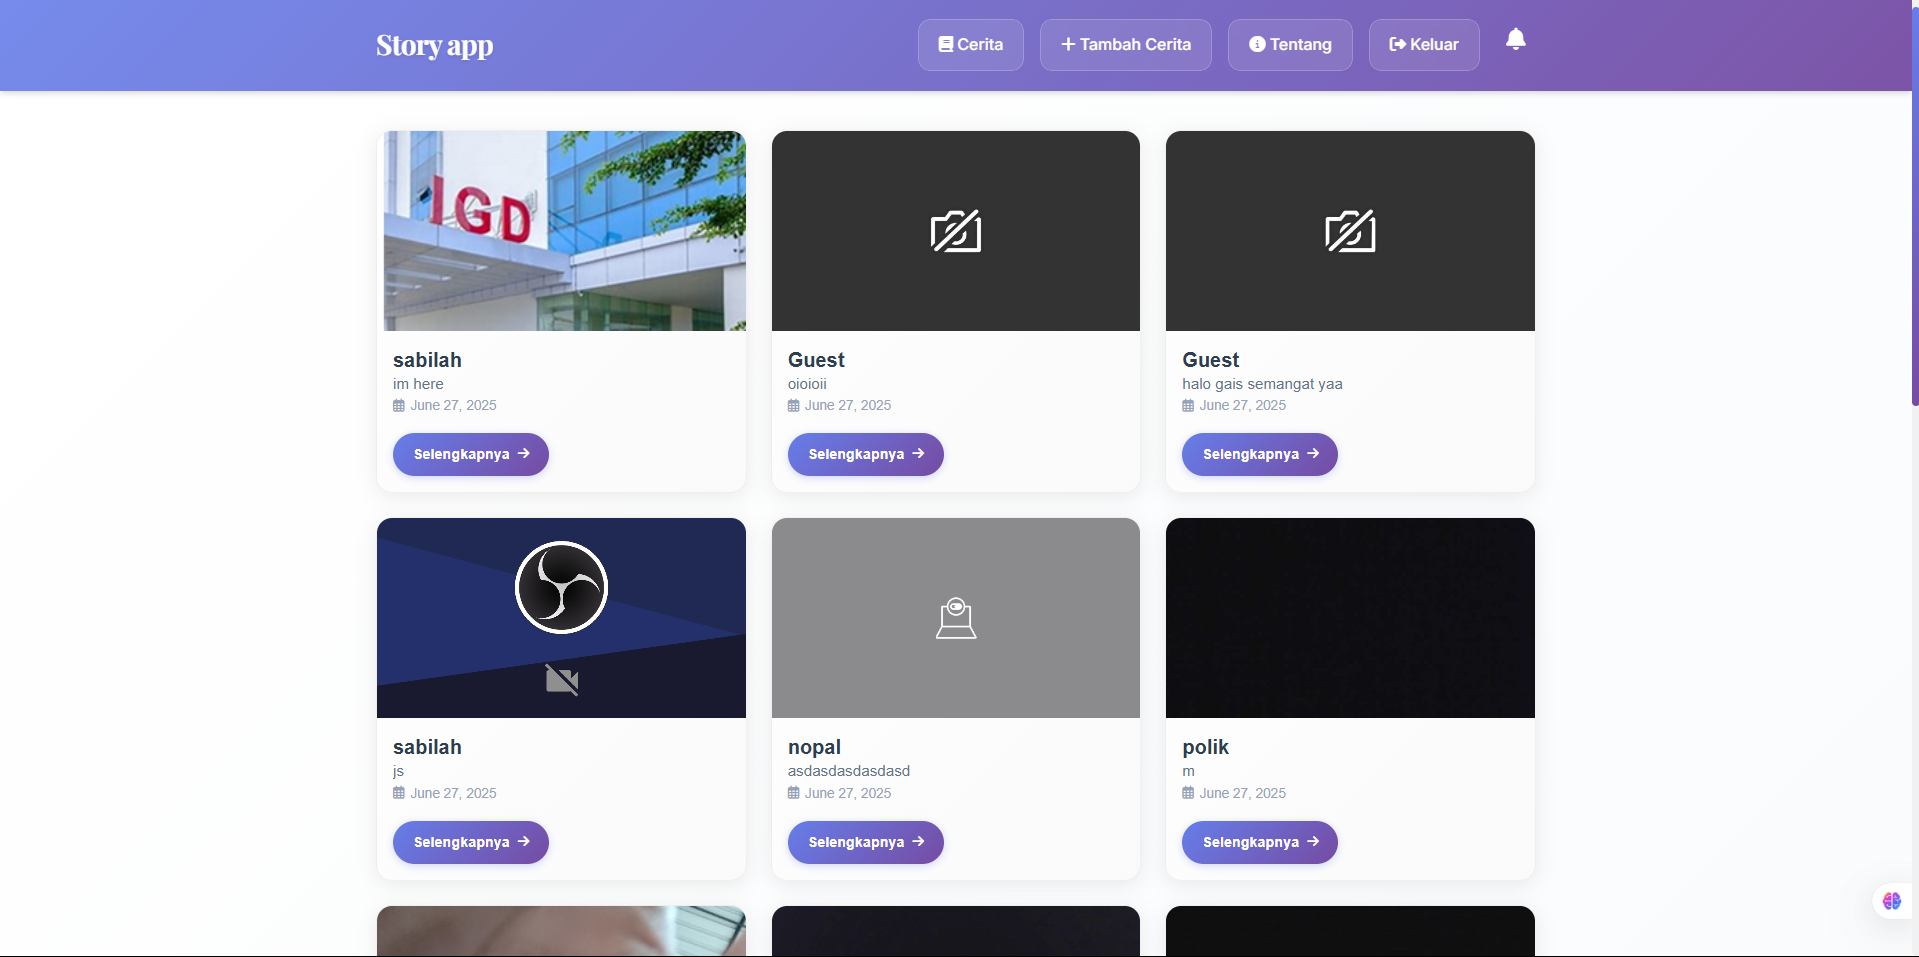 Story app
Cerita
Tambah Cerita
Tentang
Keluar
IGD
sabilah
im here
June 27, 2025
Selengkapnya
Guest
oioioii
June 27, 2025
Selengkapnya
Guest
halo gais semangat yaa
June 27, 2025
Selengkapnya
sabilah
js
June 27, 2025
Selengkapnya
nopal
asdasdasdasdasd
June 27, 2025
Selengkapnya
polik
m
June 27, 2025
Selengkapnya